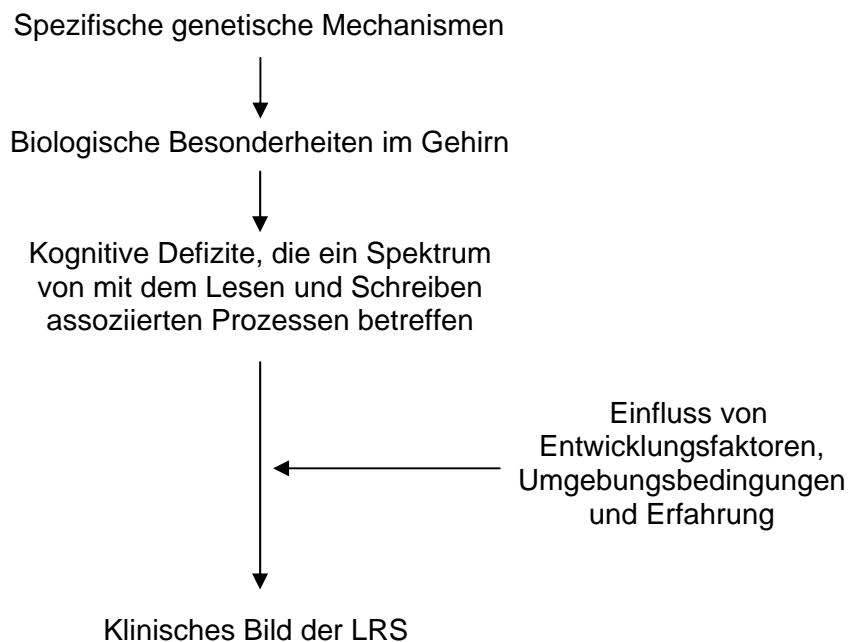 Spezifische genetische Mechanismen
Biologische Besonderheiten im Gehirn
Kognitive Defizite, die ein Spektrum
von mit dem Lesen und Schreiben
assoziierten Prozessen betreffen
Einfluss von
Entwicklungsfaktoren,
Umgebungsbedingungen
und Erfahrung
Klinisches Bild der LRS